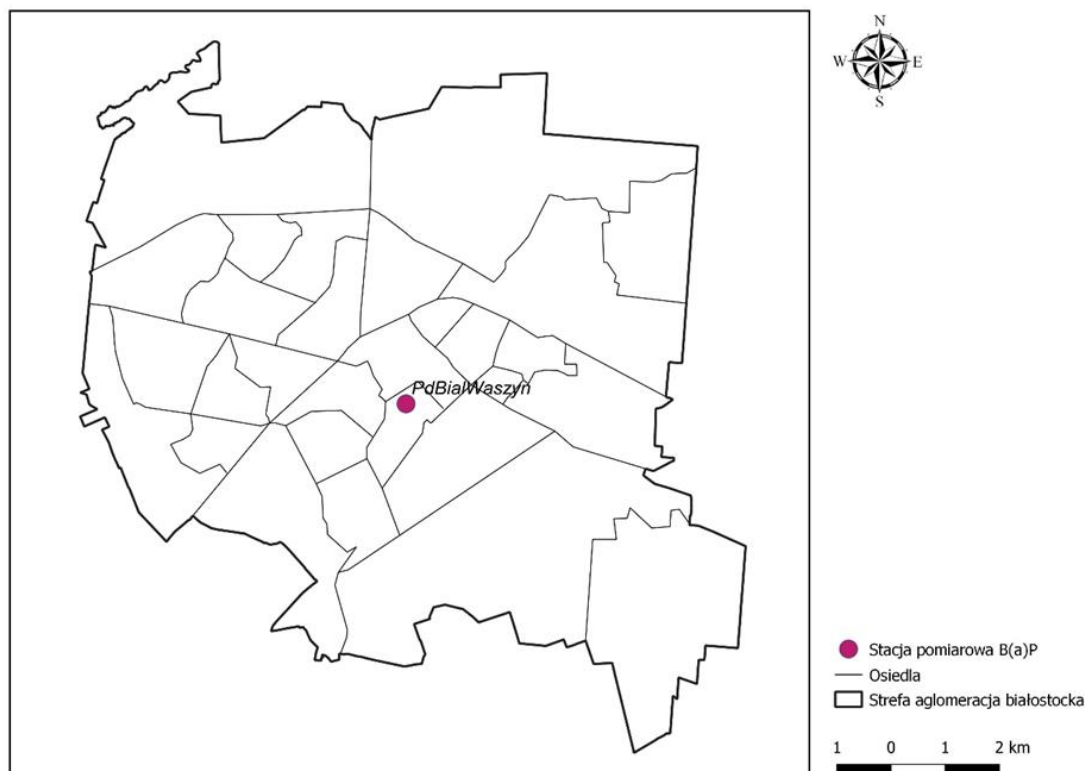 N
W E
S
PdBialWaszyn
Stacja pomiarowa B(a)P
Osiedla
Strefa aglomeracja białostocka
1 0 1 2 km